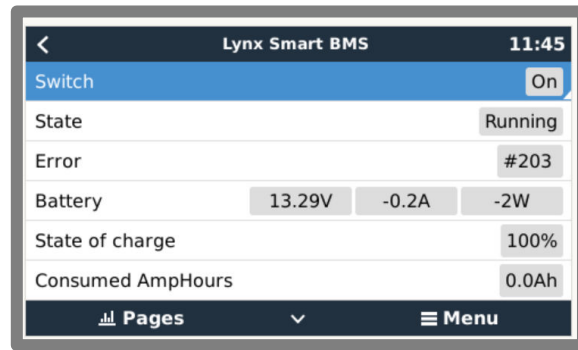 Lynx Smart BMS 11:45
Switch On
State Running
Error #203
Battery 13.29V -0.2A -2W
State of charge 100%
Consumed AmpHours 0.0Ah
Pages Menu